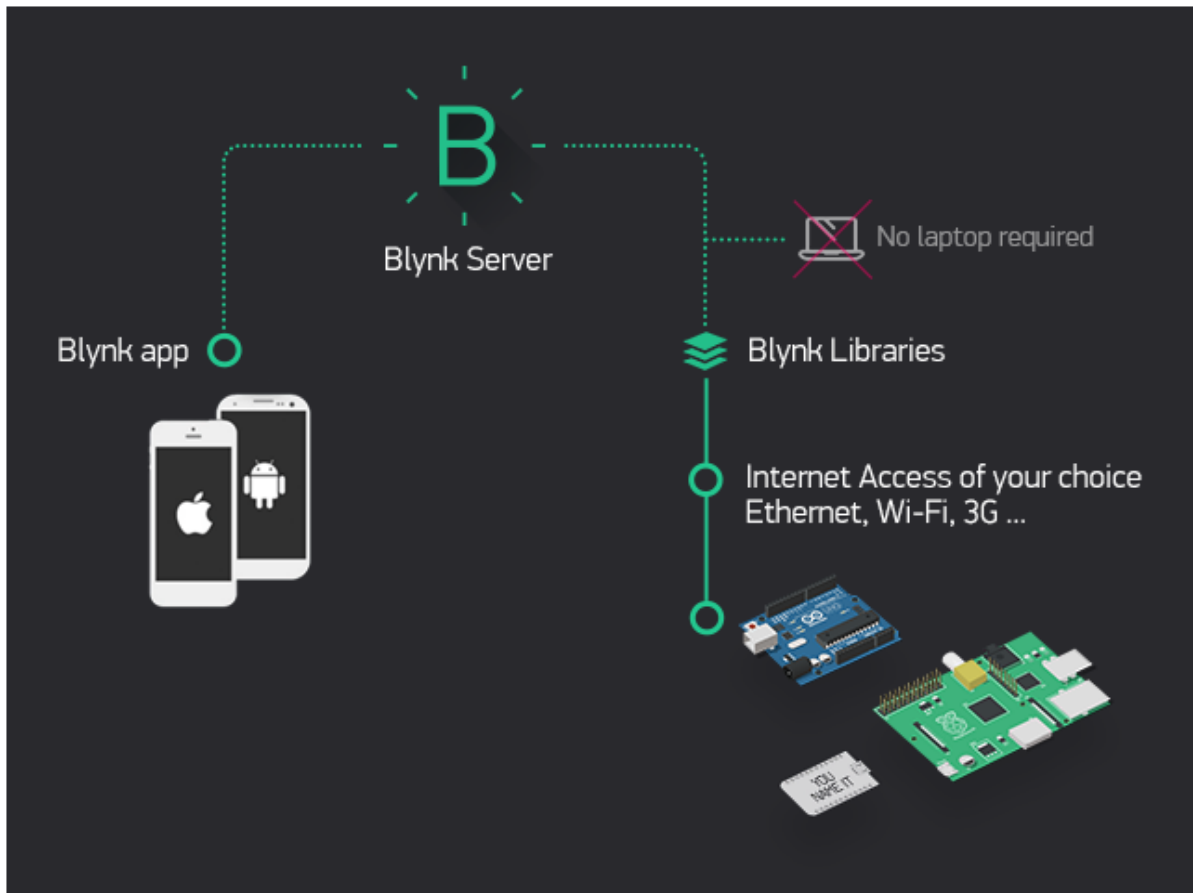 B
Blynk Server
No laptop required
Blynk app
Blynk Libraries
Internet Access of your choice
Ethernet, Wi-Fi, 3G ...
UNO
YOU
NAME IT